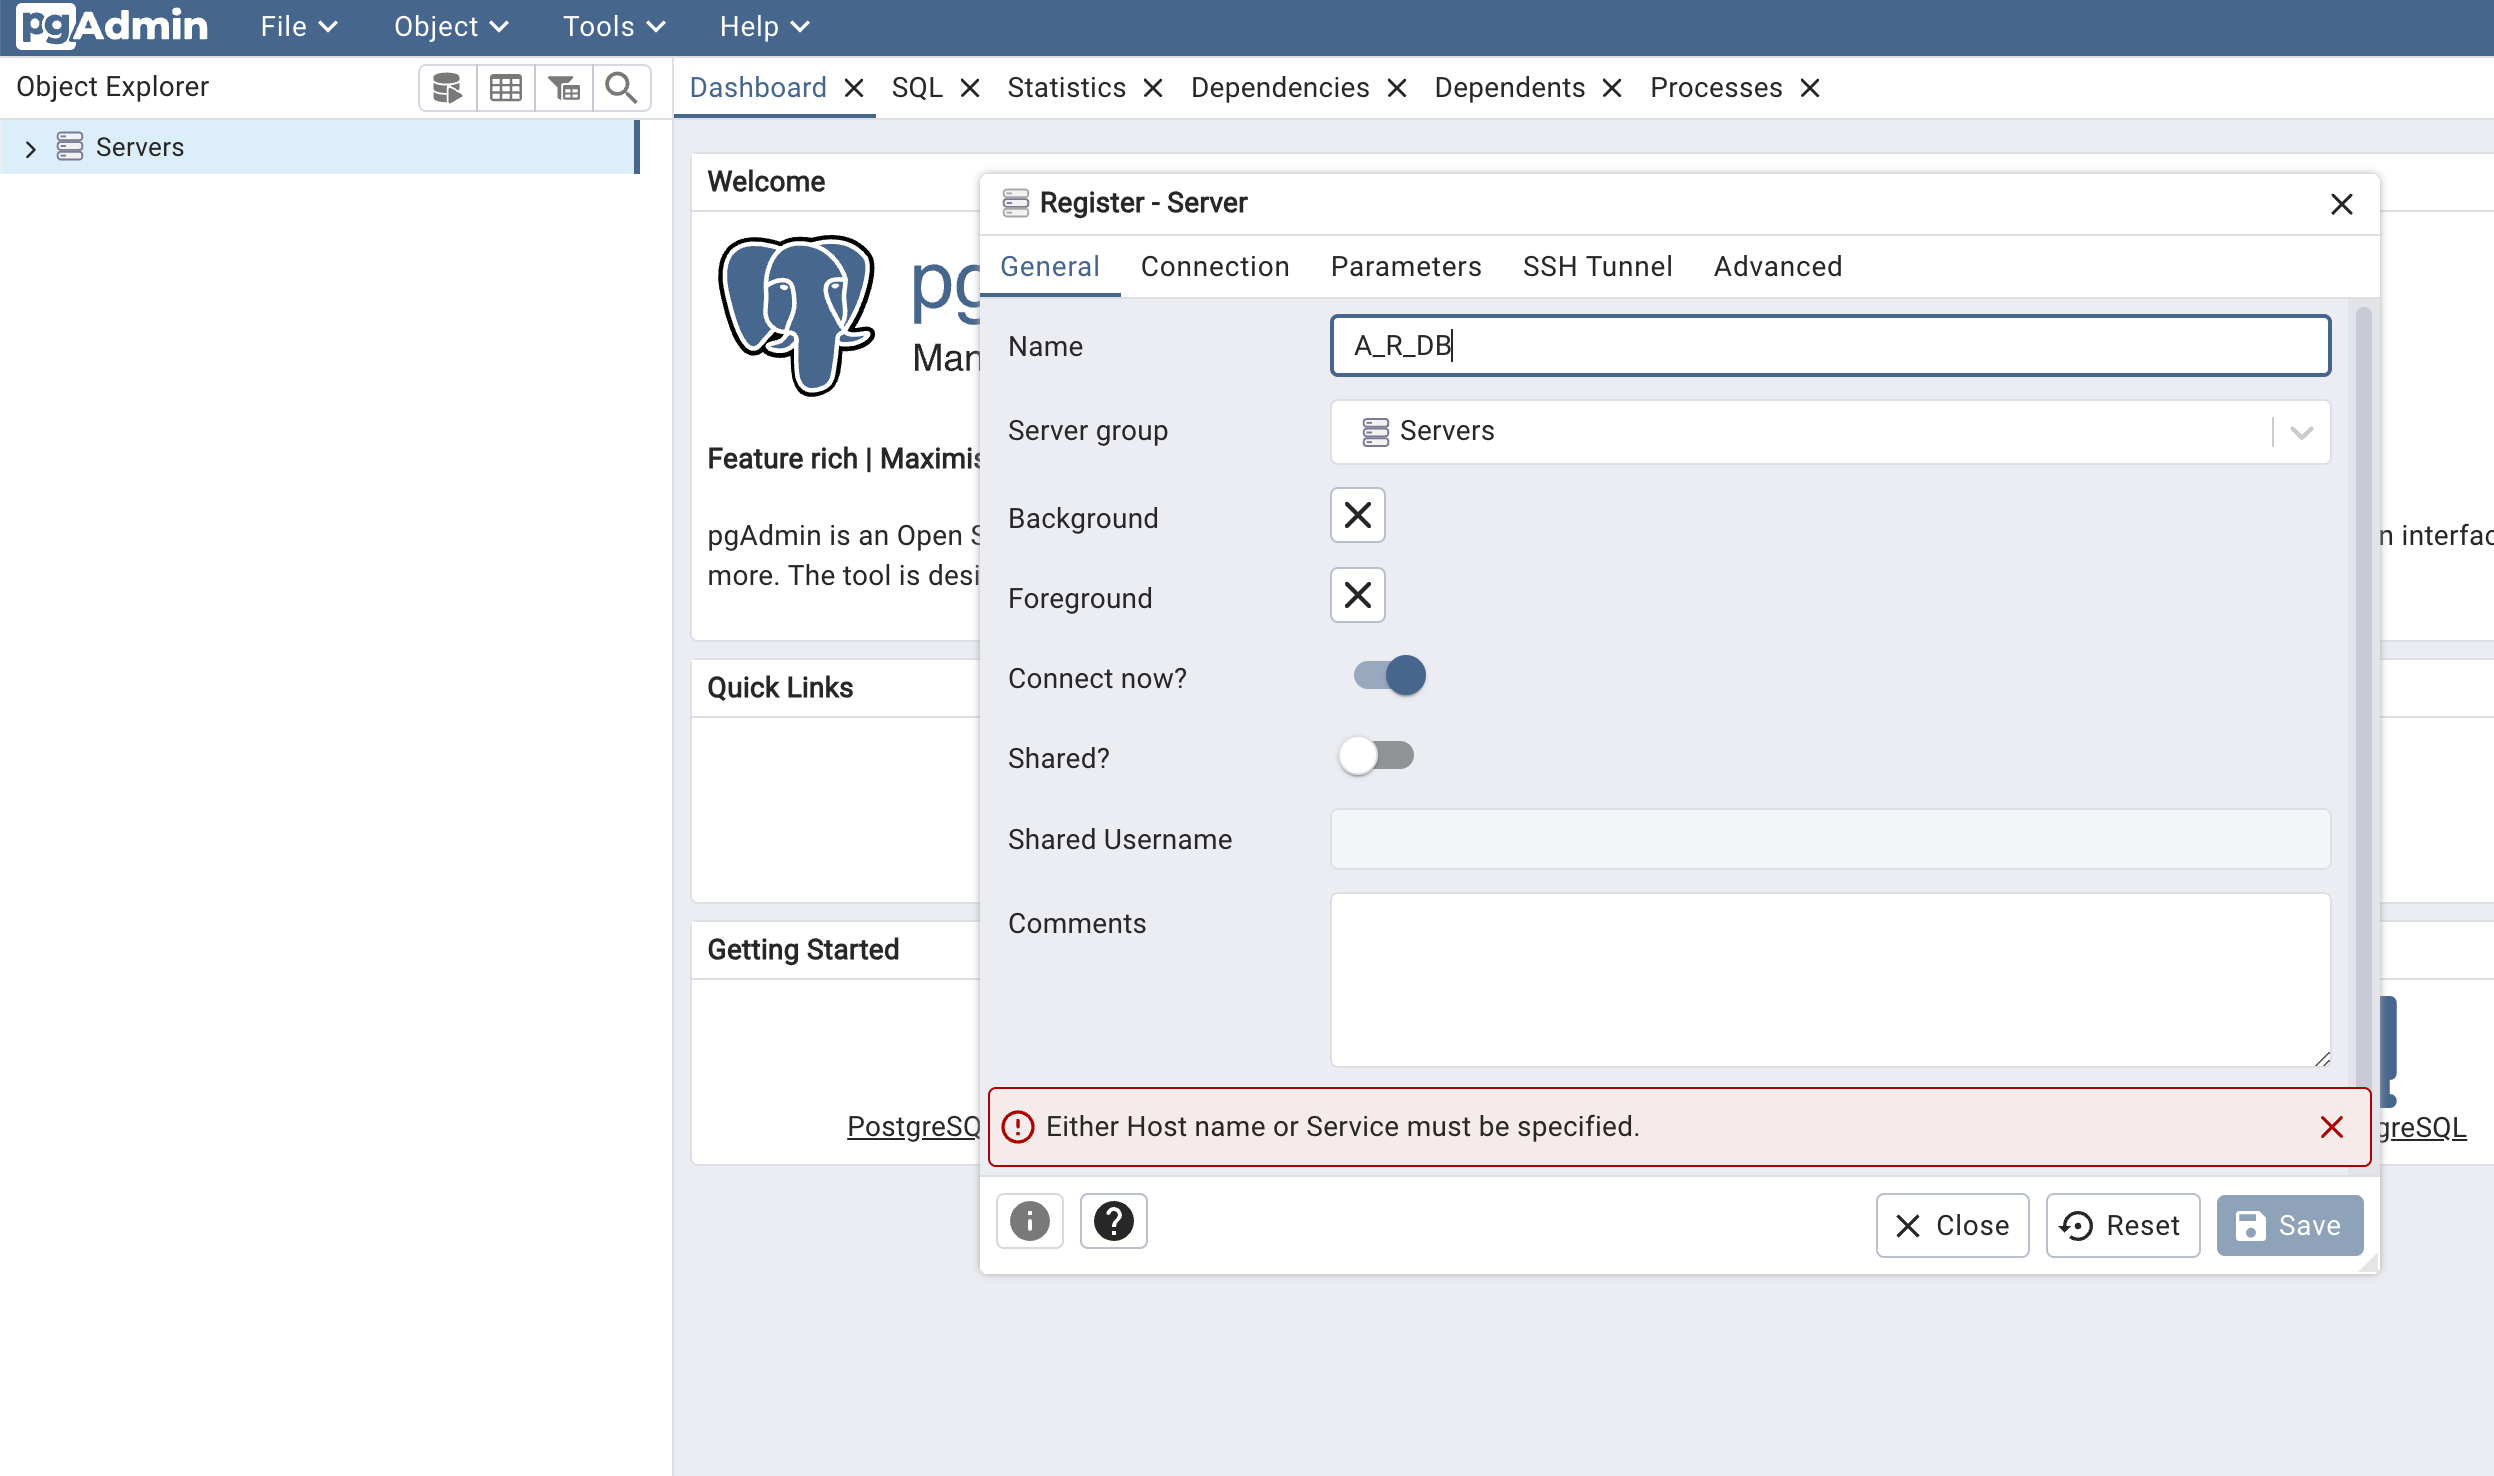 pgAdmin File Object Tools Help
Object Explorer
Servers
Dashboard SQL Statistics Dependencies Dependents Processes
Welcome
pg
Man
Feature rich | Maximis
pgAdmin is an Open S
n interfac
more. The tool is desi
Quick Links
Getting Started
PostgreSQ
greSQL
Register - Server
General Connection Parameters SSH Tunnel Advanced
Name A_R_DB
Server group Servers
Background
Foreground
Connect now?
Shared?
Shared Username
Comments
Either Host name or Service must be specified.
Close Reset Save